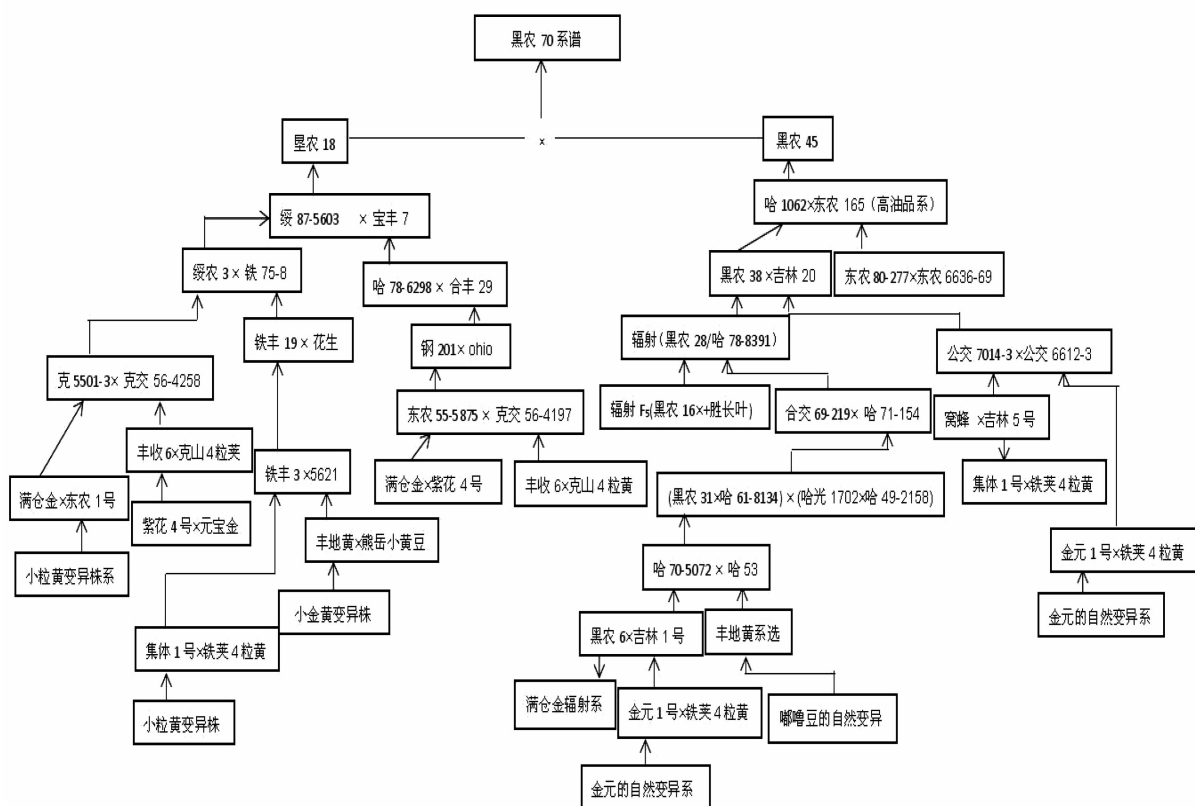 黑农 70 系谱
垦农 18
×
黑农 45
绥 87-5603 × 宝丰 7
哈 1062×东农 165（高油品系）
绥农 3 × 铁 75-8
哈 78-6298 × 合丰 29
黑农 38 ×吉林 20
东农 80-277×东农 6636-69
铁丰 19 × 花生
钢 201× ohio
辐射（黑农 28/哈 78-8391）
公交 7014-3 ×公交 6612-3
克 5501-3× 克交 56-4258
东农 55-5875 × 克交 56-4197
辐射 F₅(黑农 16×+胜长叶)
合交 69-219× 哈 71-154
窝蜂 ×吉林 5 号
丰收 6×克山 4 粒荚
铁丰 3 ×5621
满仓金×紫花 4 号
丰收 6×克山 4 粒黄
集体 1 号×铁荚 4 粒黄
满仓金×东农 1 号
(黑农 31×哈 61-8134) × (哈光 1702×哈 49-2158)
紫花 4 号×元宝金
丰地黄×熊岳小黄豆
金元 1 号×铁荚 4 粒黄
小粒黄变异株系
哈 70-5072 × 哈 53
小金黄变异株
金元的自然变异系
集体 1 号×铁荚 4 粒黄
黑农 6×吉林 1 号
丰地黄系选
小粒黄变异株
满仓金辐射系
金元 1 号×铁荚 4 粒黄
嘟噜豆的自然变异
金元的自然变异系